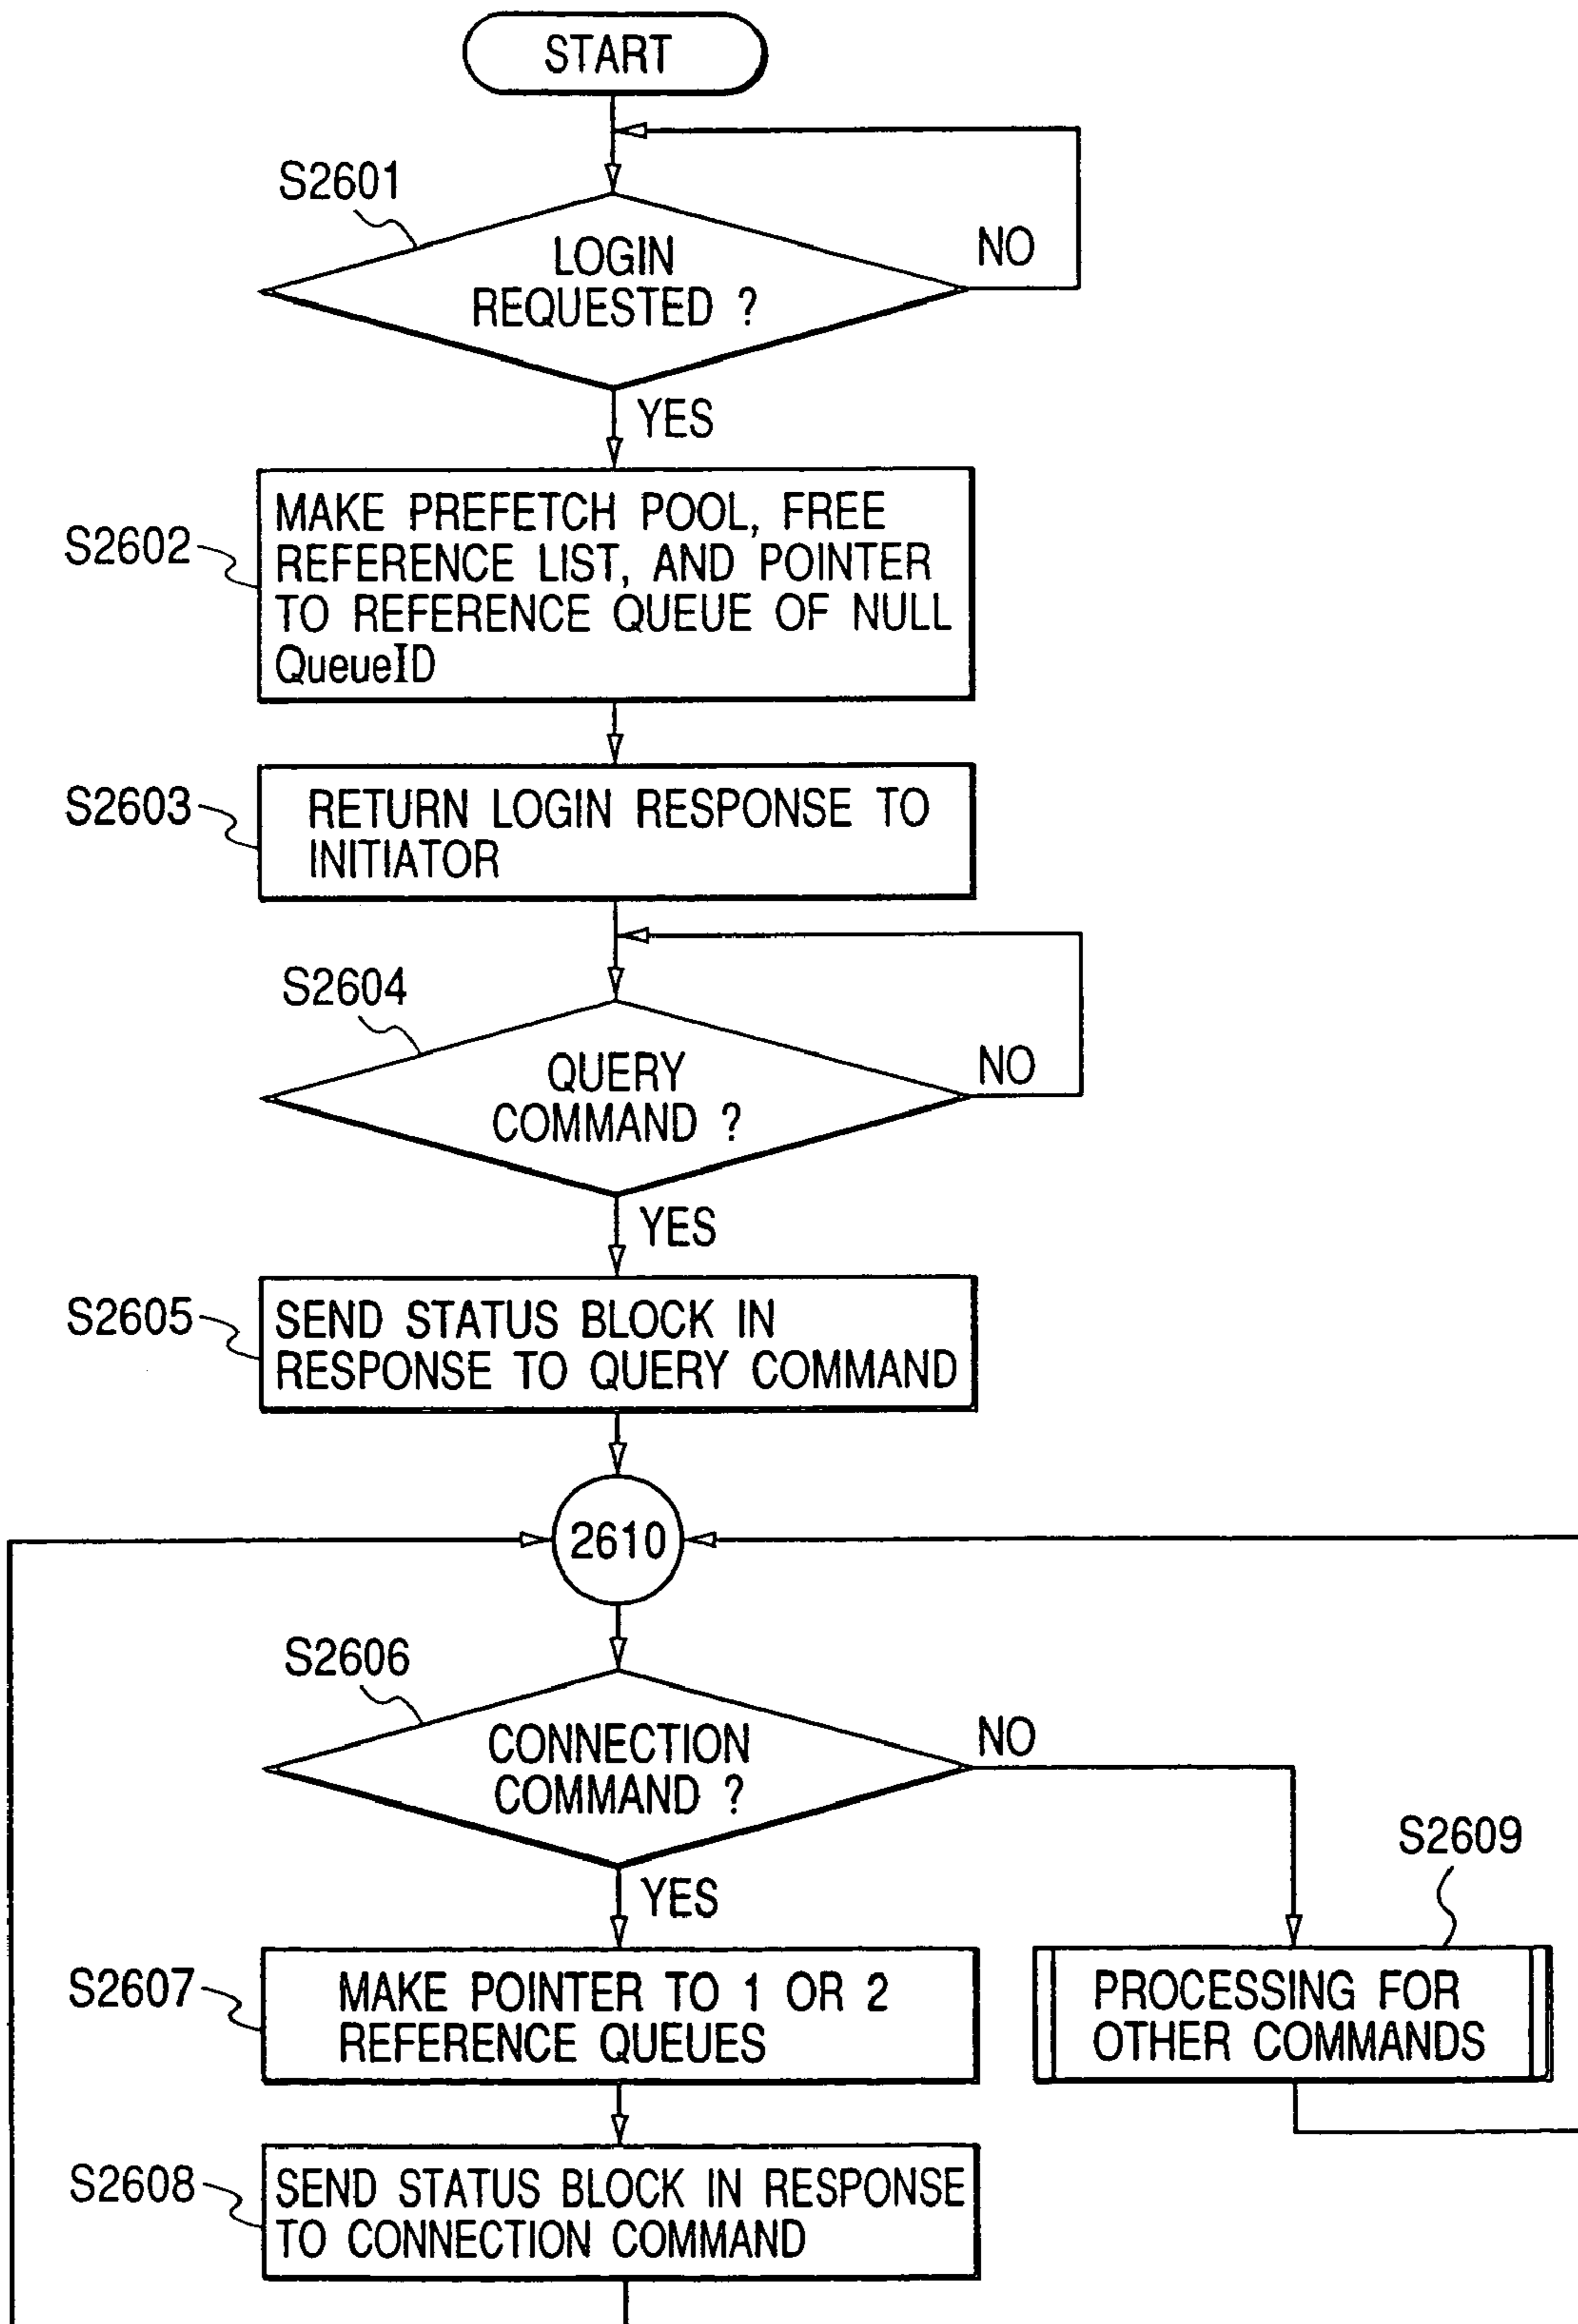 START
S2601
LOGIN
REQUESTED ?
NO
YES
S2602
MAKE PREFETCH POOL, FREE
REFERENCE LIST, AND POINTER
TO REFERENCE QUEUE OF NULL
QueueID
S2603
RETURN LOGIN RESPONSE TO
INITIATOR
S2604
QUERY
COMMAND ?
NO
YES
S2605
SEND STATUS BLOCK IN
RESPONSE TO QUERY COMMAND
2610
S2606
CONNECTION
COMMAND ?
NO
YES
S2609
S2607
MAKE POINTER TO 1 OR 2
REFERENCE QUEUES
PROCESSING FOR
OTHER COMMANDS
S2608
SEND STATUS BLOCK IN RESPONSE
TO CONNECTION COMMAND